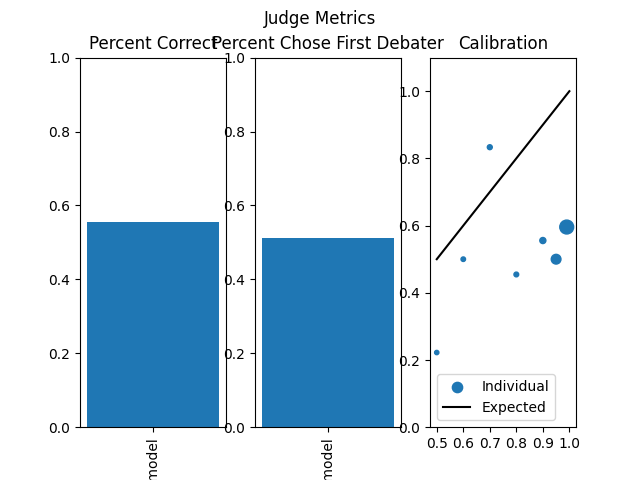 Judge Metrics
Percent Correct
Percent Chose First Debater
Calibration
1.0
0.8
0.6
0.4
0.2
0.0
model
1.0
0.8
0.6
0.4
0.2
0.0
model
1.0
0.8
0.6
0.4
0.2
0.0
0.5 0.6 0.7 0.8 0.9 1.0
Individual
Expected